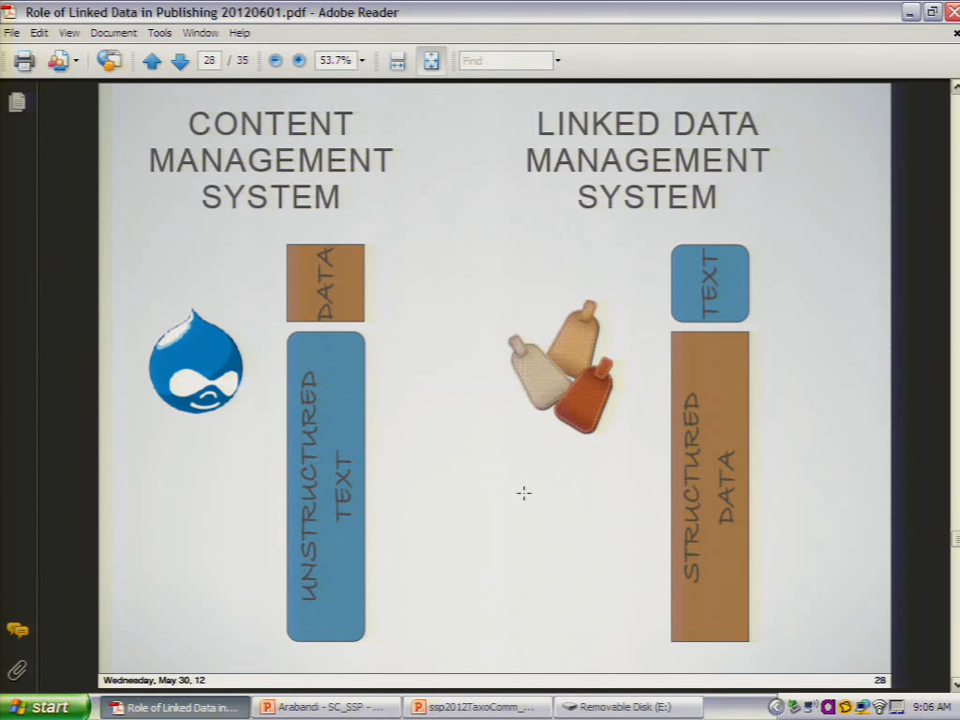 Role of Linked Data in Publishing 20120601.pdf - Adobe Reader
File Edit View Document Tools Window Help
28 / 35 53.7% Find
CONTENT
MANAGEMENT
SYSTEM
LINKED DATA
MANAGEMENT
SYSTEM
DATA
UNSTRUCTURED
TEXT
TEXT
STRUCTURED
DATA
Wednesday, May 30, 12
28
start
Role of Linked Data in...
Arabandi - SC_SSP - ...
ssp2012TaxoComm_...
Removable Disk (E:)
9:06 AM